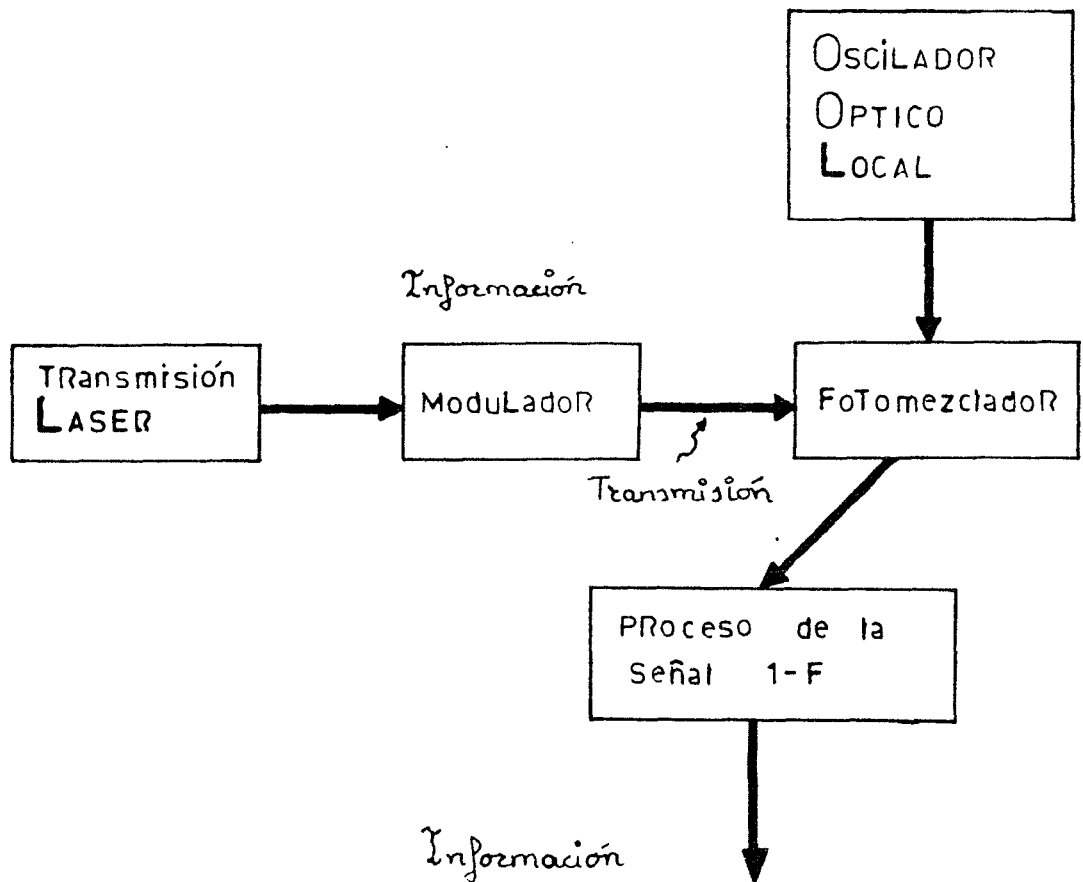 OSCiLADOR
OPTICO
LOCAL
Información
TRansmisión
LASER
ModuLadoR
FoTomezcladoR
Transmisión
PRoceso de la
Señal 1-F
Información